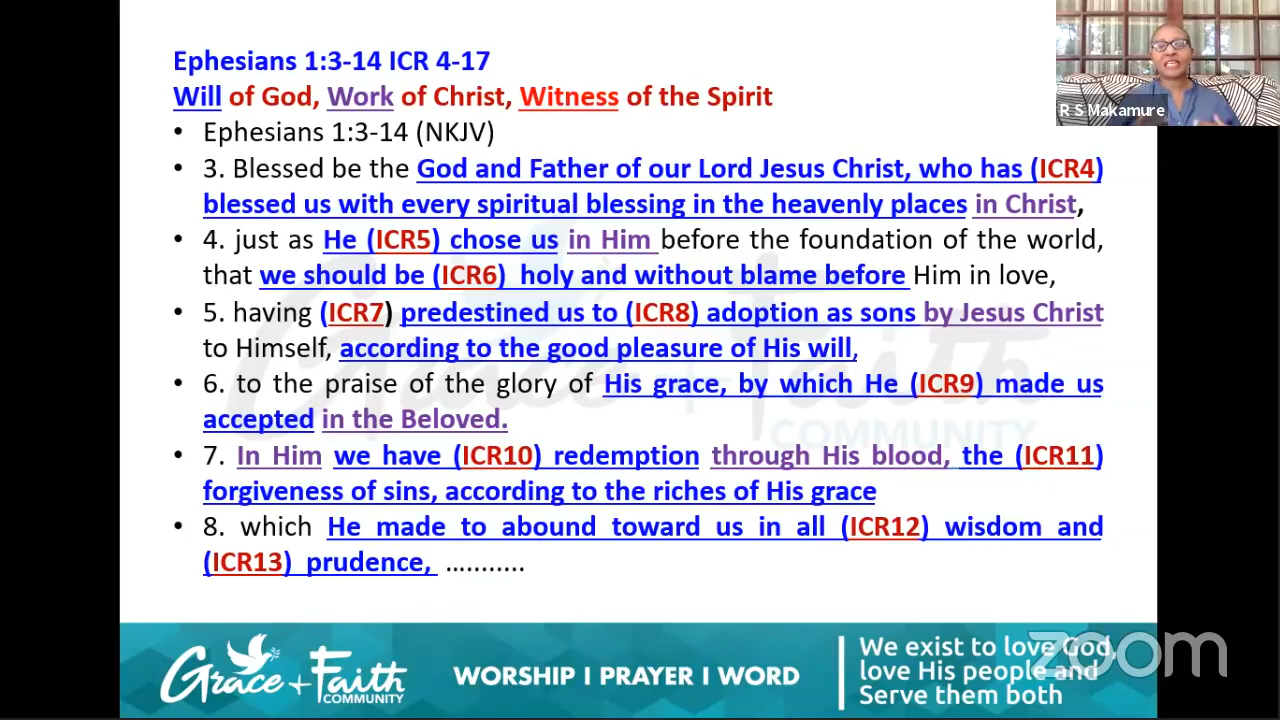 Ephesians 1:3-14 ICR 4-17
Will of God, Work of Christ, Witness of the Spirit
• Ephesians 1:3-14 (NKJV)
• 3. Blessed be the God and Father of our Lord Jesus Christ, who has (ICR4)
blessed us with every spiritual blessing in the heavenly places in Christ,
• 4. just as He (ICR5) chose us in Him before the foundation of the world,
that we should be (ICR6) holy and without blame before Him in love,
• 5. having (ICR7) predestined us to (ICR8) adoption as sons by Jesus Christ
to Himself, according to the good pleasure of His will,
• 6. to the praise of the glory of His grace, by which He (ICR9) made us
accepted in the Beloved.
• 7. In Him we have (ICR10) redemption through His blood, the (ICR11)
forgiveness of sins, according to the riches of His grace
• 8. which He made to abound toward us in all (ICR12) wisdom and
(ICR13) prudence, ...........
R S Makamure
Grace + Faith
COMMUNITY
Grace + Faith
COMMUNITY
WORSHIP I PRAYER I WORD
We exist to love God,
love His people and
Serve them both
zoom